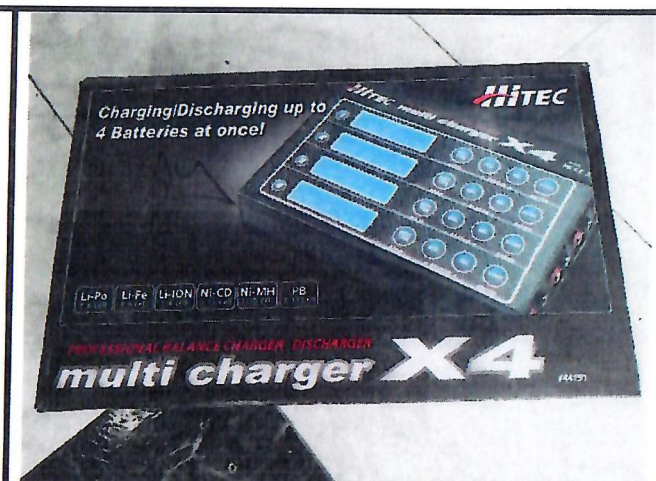 Charging/Discharging up to
4 Batteries at once!
HiTEC
HiTEC multi charger X4
Li-Po Li-Fe Li-ION Ni-CD Ni-MH PB
PROFESSIONAL BALANCE CHARGER DISCHARGER
multi charger X4